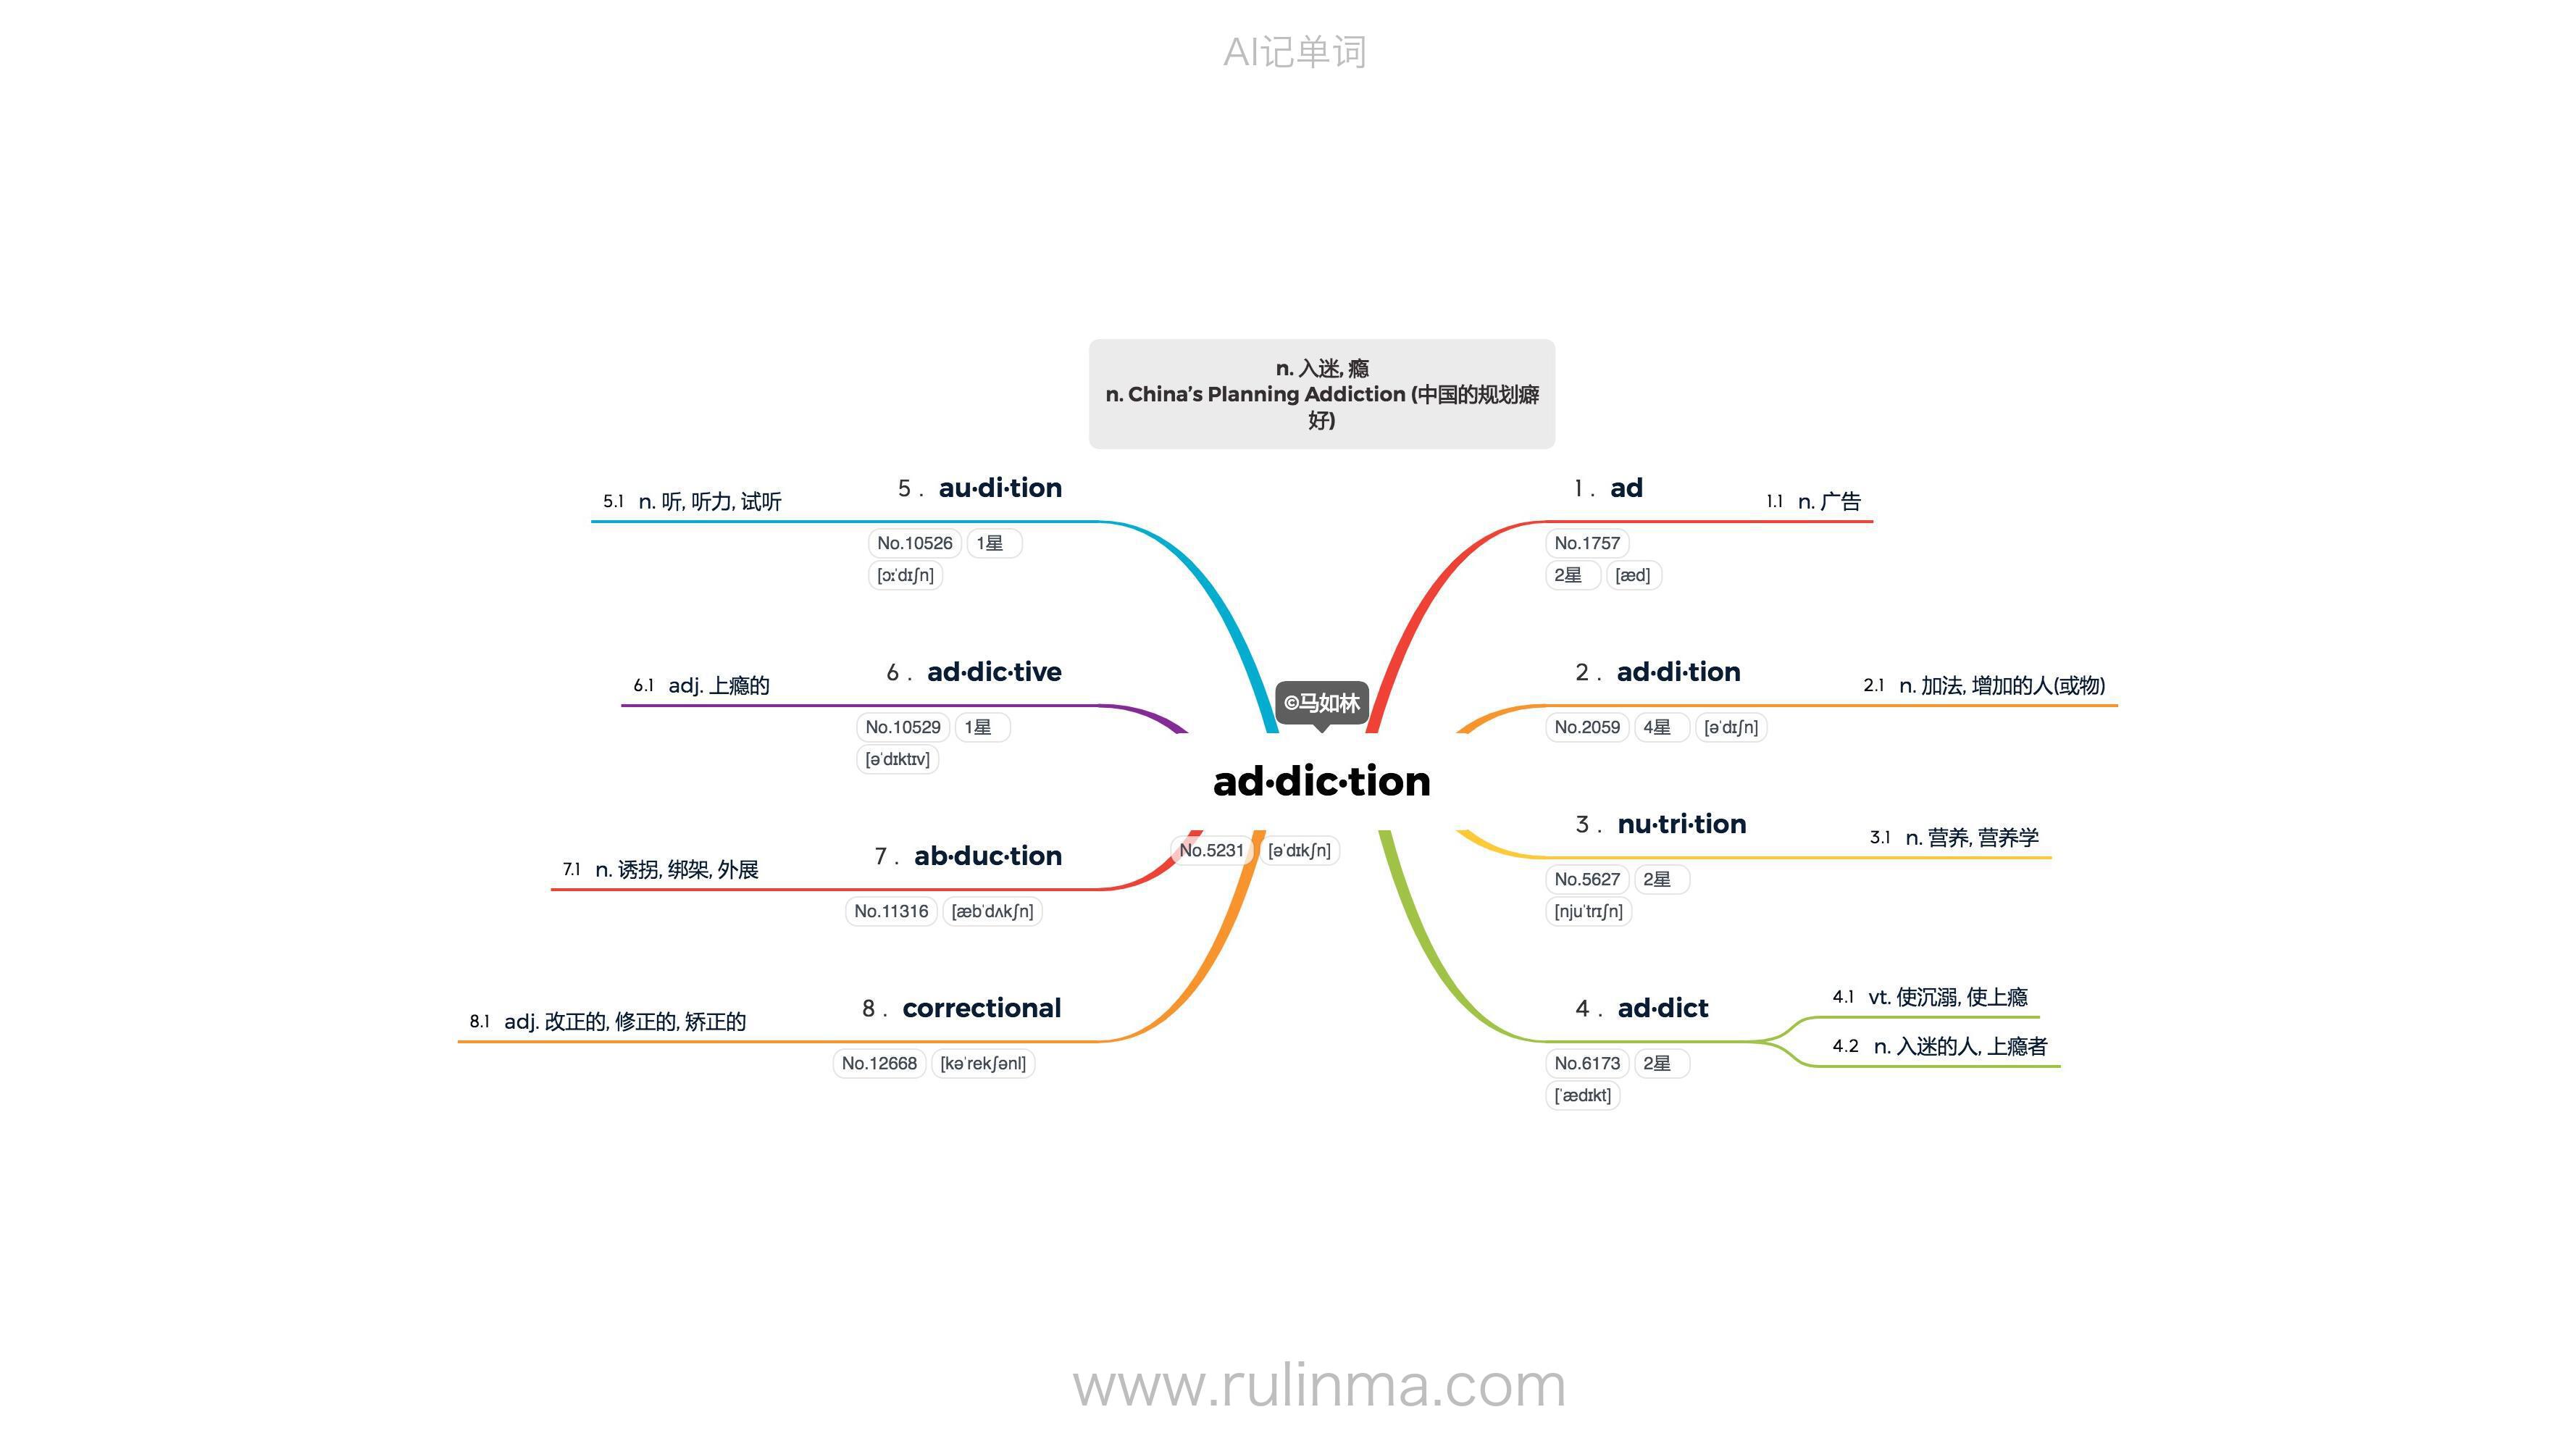 AI记单词
n. 入迷, 瘾
n. China’s Planning Addiction (中国的规划癖
好)
©马如林
ad·dic·tion
No.5231 [əˈdɪkʃn]
1 . ad
1.1 n. 广告
No.1757
2星 [æd]
2 . ad·di·tion
2.1 n. 加法, 增加的人(或物)
No.2059 4星 [əˈdɪʃn]
3 . nu·tri·tion
3.1 n. 营养, 营养学
No.5627 2星
[njuˈtrɪʃn]
4 . ad·dict
4.1 vt. 使沉溺, 使上瘾
4.2 n. 入迷的人, 上瘾者
No.6173 2星
[ˈædɪkt]
5 . au·di·tion
5.1 n. 听, 听力, 试听
No.10526 1星
[ɔːˈdɪʃn]
6 . ad·dic·tive
6.1 adj. 上瘾的
No.10529 1星
[əˈdɪktɪv]
7 . ab·duc·tion
7.1 n. 诱拐, 绑架, 外展
No.11316 [æbˈdʌkʃn]
8 . correctional
8.1 adj. 改正的, 修正的, 矫正的
No.12668 [kəˈrekʃənl]
www.rulinma.com